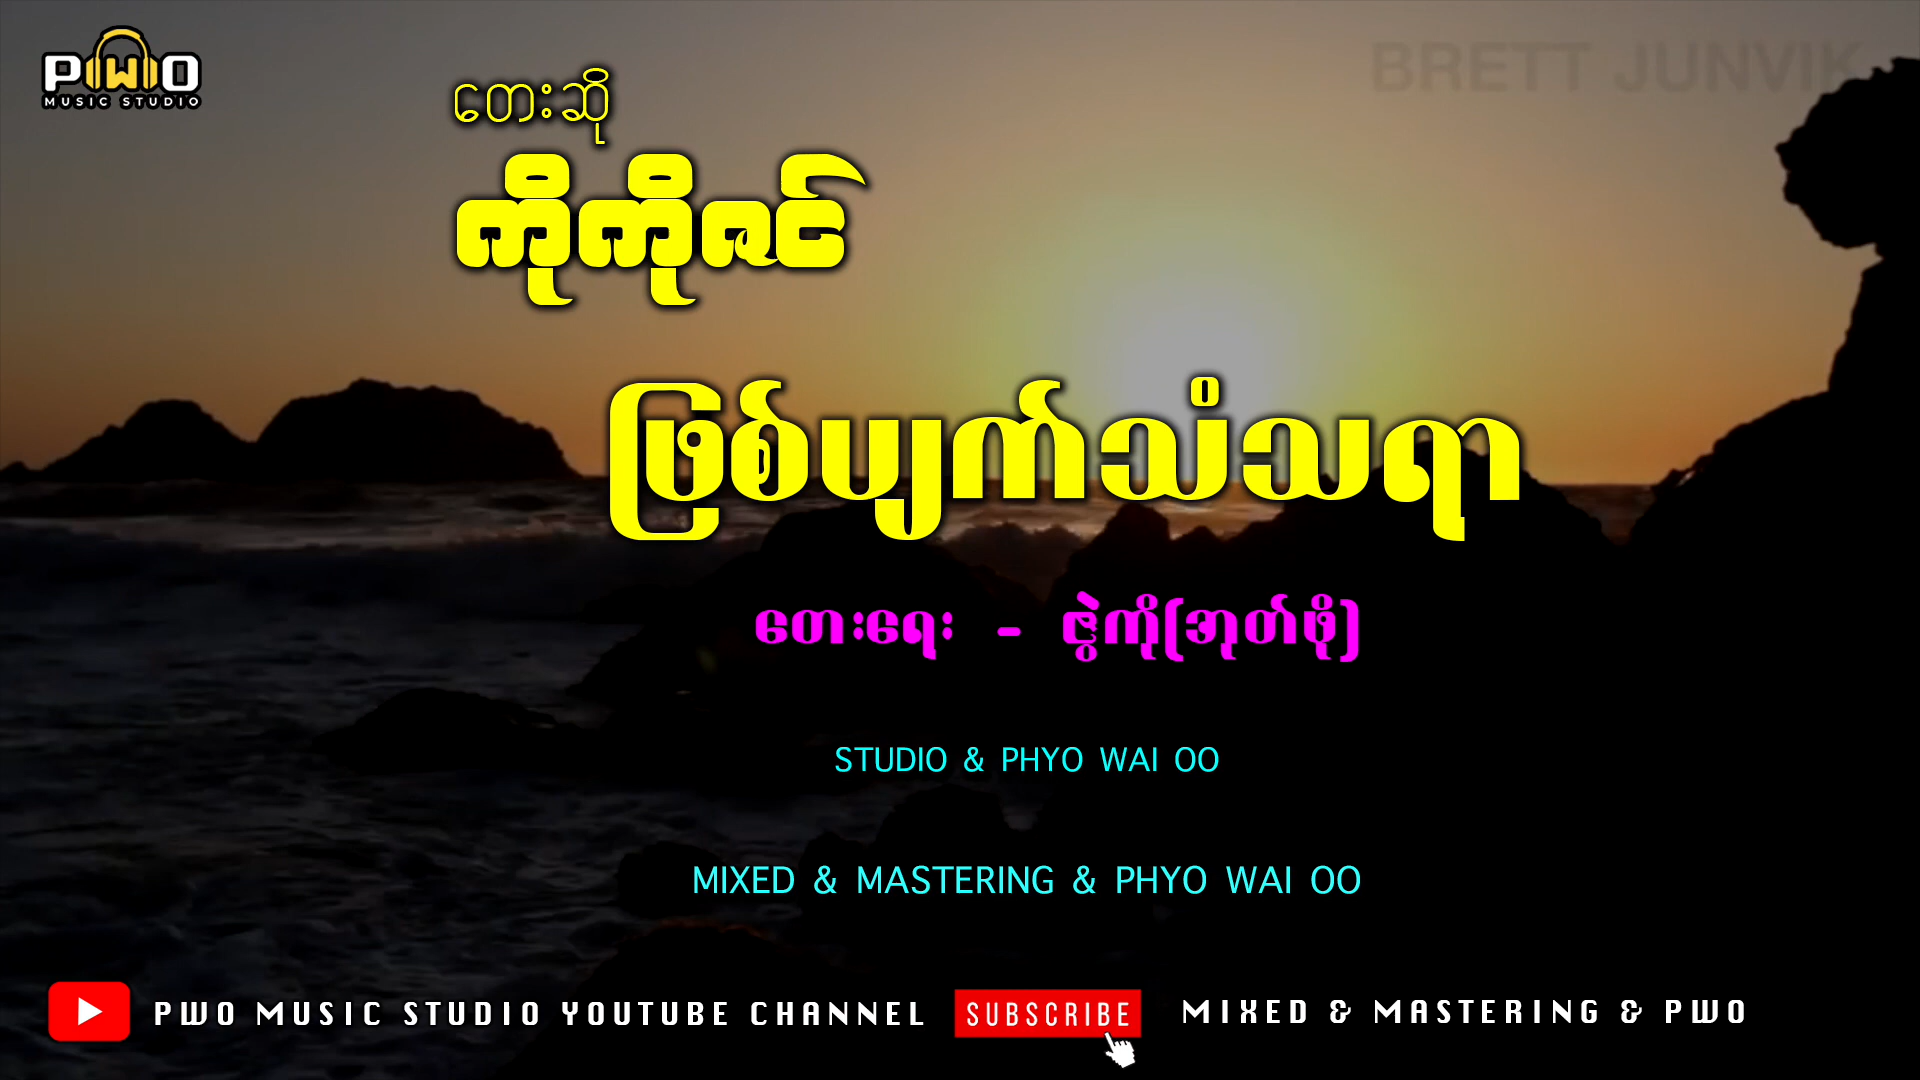 PWO
MUSIC STUDIO
BRETT JUNVIK
တေးဆို
ကိုကိုဇင်
ဖြစ်ပျက်သံသရာ
တေးရေး - ဇွဲကို(အုတ်ဖို)
STUDIO & PHYO WAI OO
MIXED & MASTERING & PHYO WAI OO
PWO MUSIC STUDIO YOUTUBE CHANNEL SUBSCRIBE MIXED & MASTERING & PWO